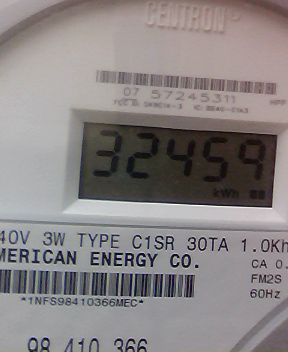 CENTRON
07 57245311
32459
kWh
40V 3W TYPE C1SR 30TA 1.0Kh
MERICAN ENERGY CO.
CA 0.
FM2S
60Hz
*1NFS98410366MEC*
98 410 366